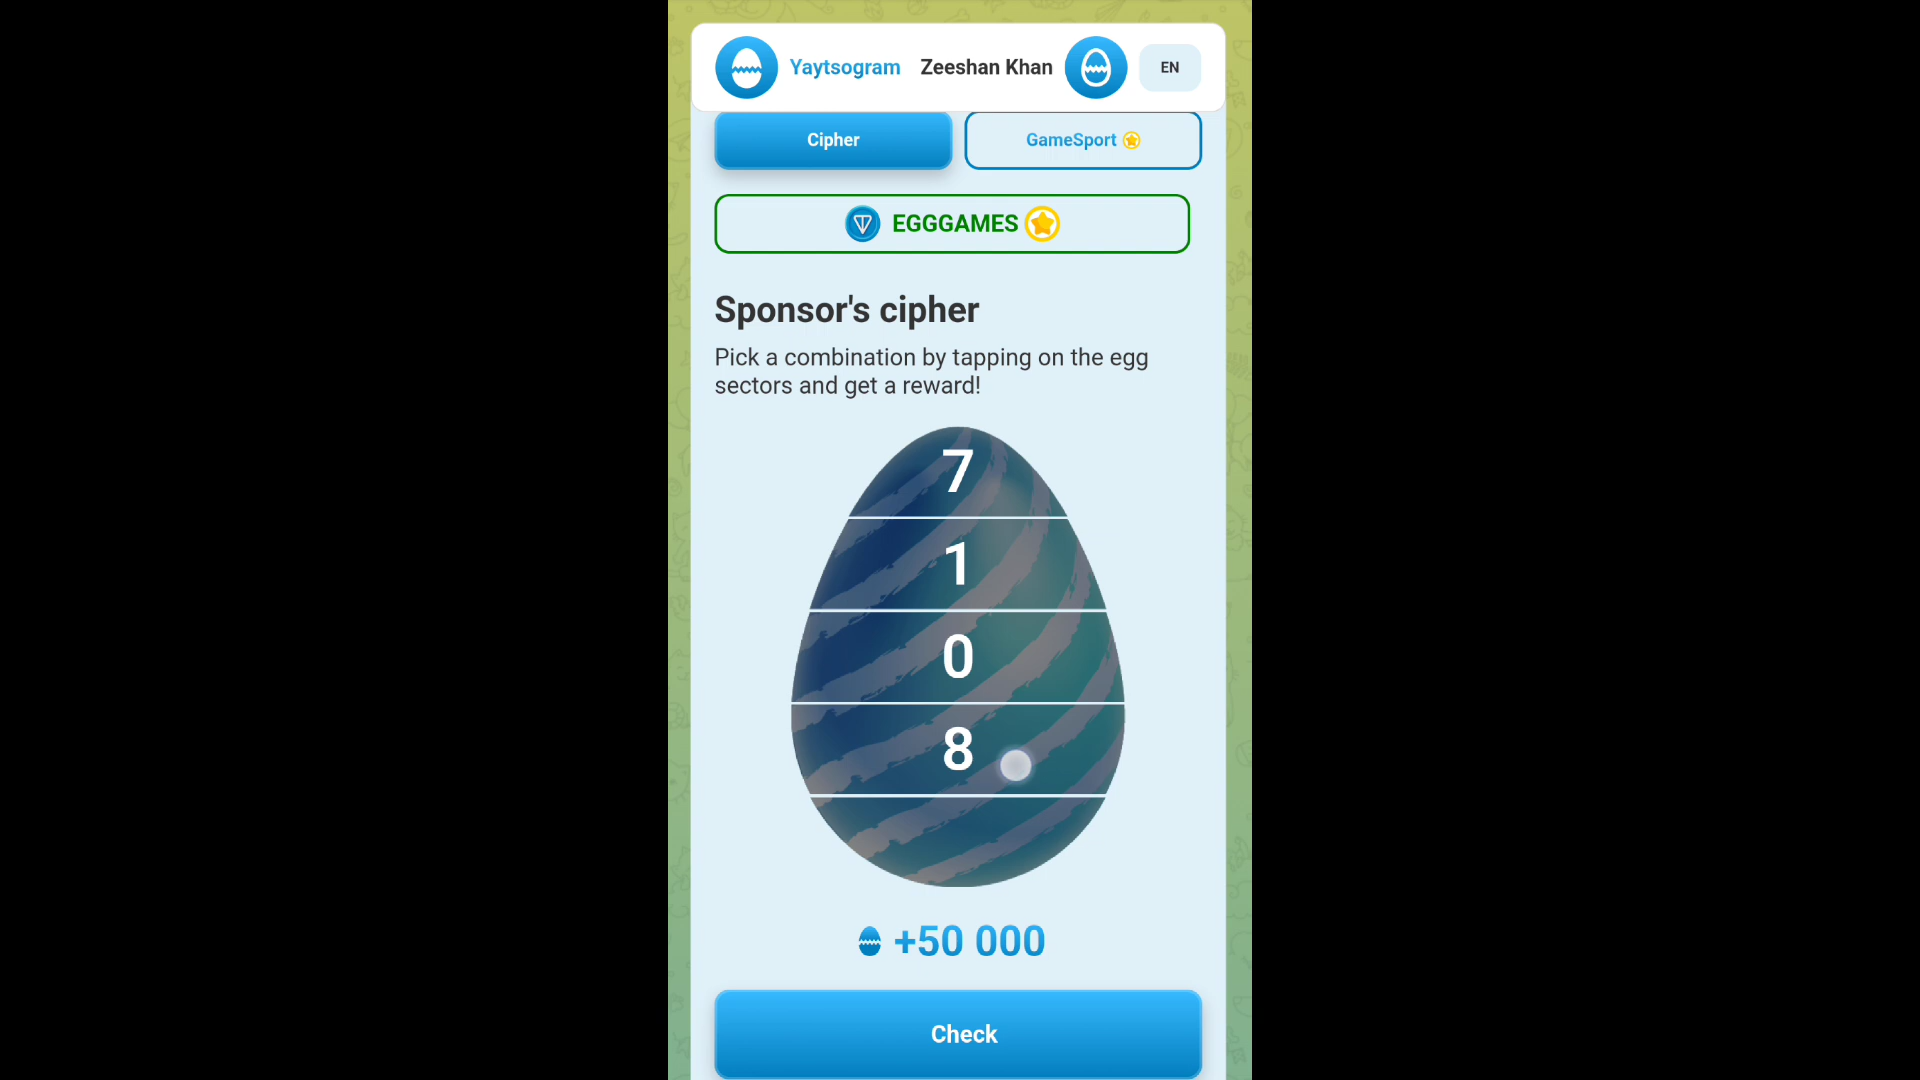 Yaytsogram Zeeshan Khan EN
Cipher GameSport
EGGGAMES
Sponsor's cipher
Pick a combination by tapping on the egg
sectors and get a reward!
7
1
0
8
+50 000
Check